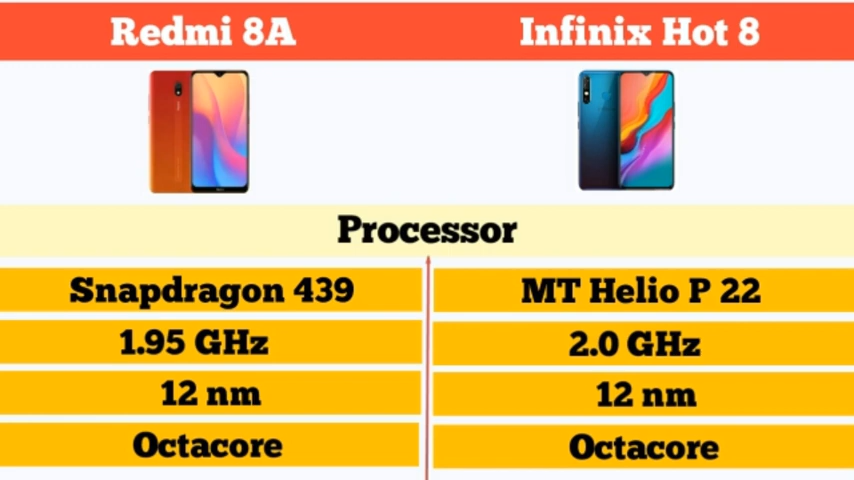 Redmi 8A Infinix Hot 8
Processor
Snapdragon 439 MT Helio P 22
1.95 GHz 2.0 GHz
12 nm 12 nm
Octacore Octacore